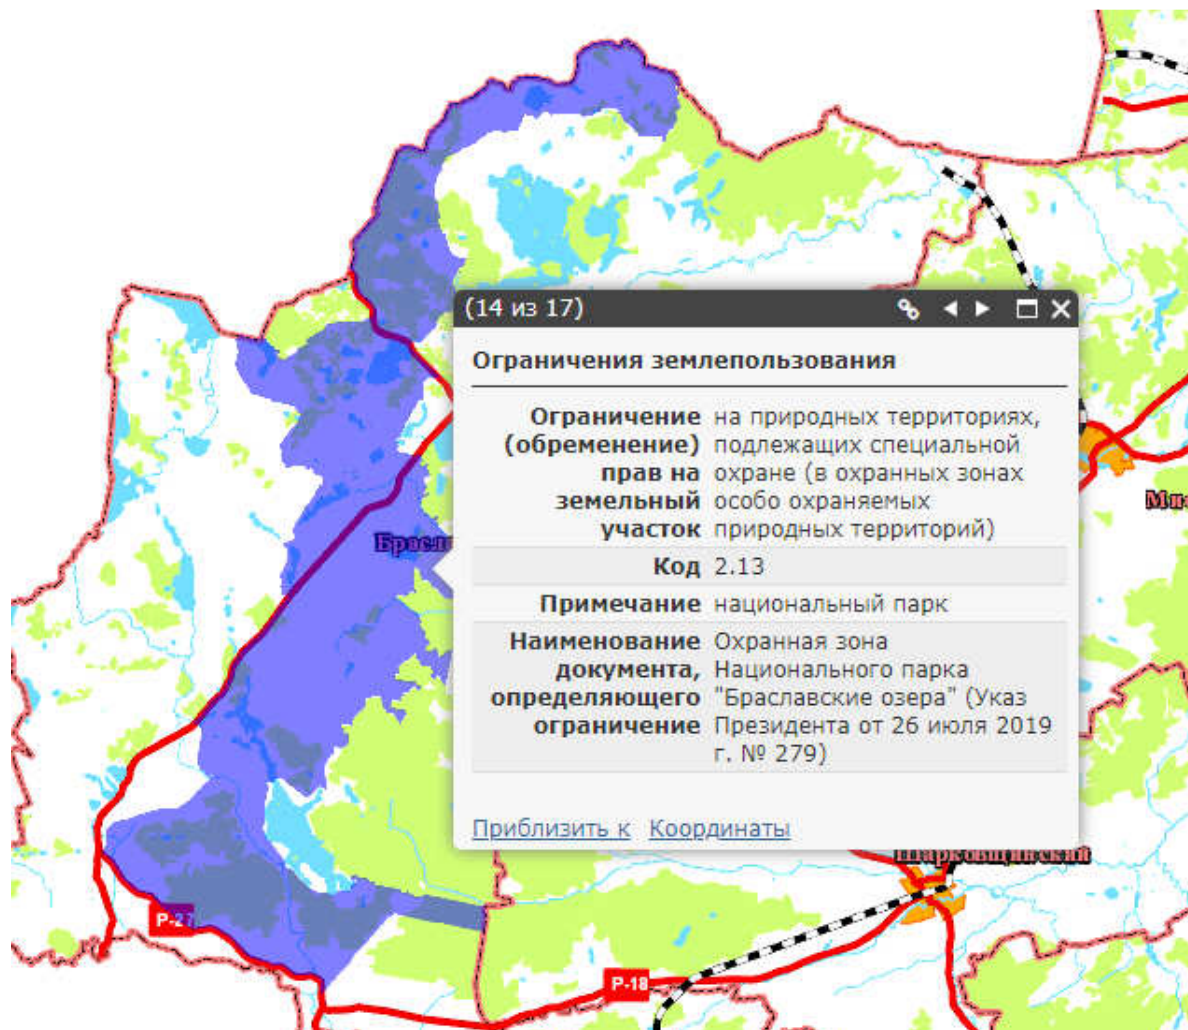 (14 из 17)
Ограничения землепользования
Ограничение на природных территориях,
(обременение) подлежащих специальной
прав на охране (в охранных зонах
земельный особо охраняемых
участок природных территорий)
Код 2.13
Примечание национальный парк
Наименование Охранная зона
документа, Национального парка
определяющего "Браславские озера" (Указ
ограничение Президента от 26 июля 2019
г. № 279)
Приблизить к Координаты
Шарковщинский
Р-27
Р-18